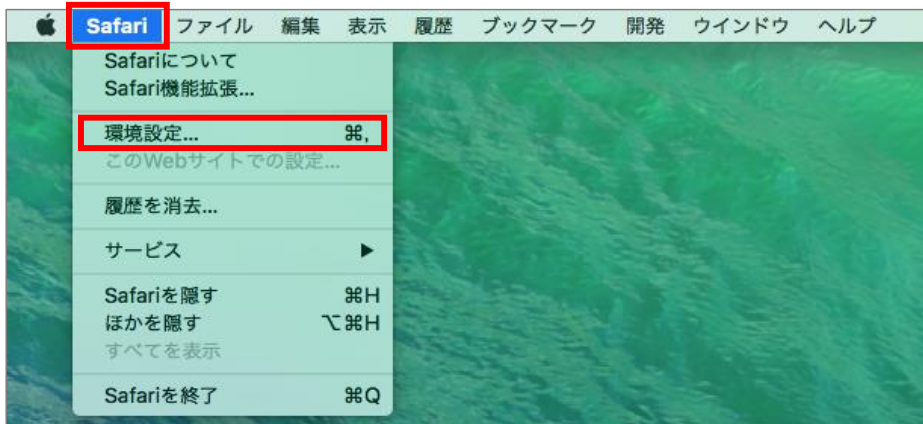 Safari ファイル 編集 表示 履歴 ブックマーク 開発 ウインドウ ヘルプ
Safariについて
Safari機能拡張...
環境設定... ⌘,
このWebサイトでの設定...
履歴を消去...
サービス ▶
Safariを隠す ⌘H
ほかを隠す ⌥⌘H
すべてを表示
Safariを終了 ⌘Q